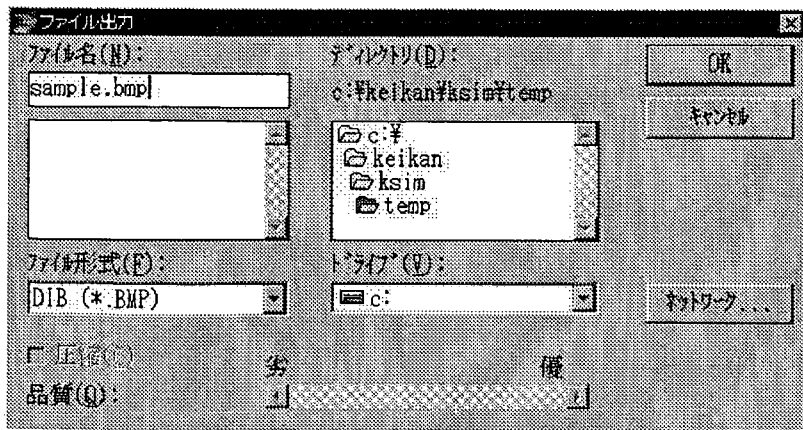 ファイル出力
ファイル名(N):
sample.bmp
ディレクトリ(D):
c:¥keikan¥ksim¥temp
OK
キャンセル
c:¥
keikan
ksim
temp
ファイル形式(F):
DIB (*.BMP)
ドライブ(V):
c:
ネットワーク...
圧縮(C)
品質(Q):
劣
優